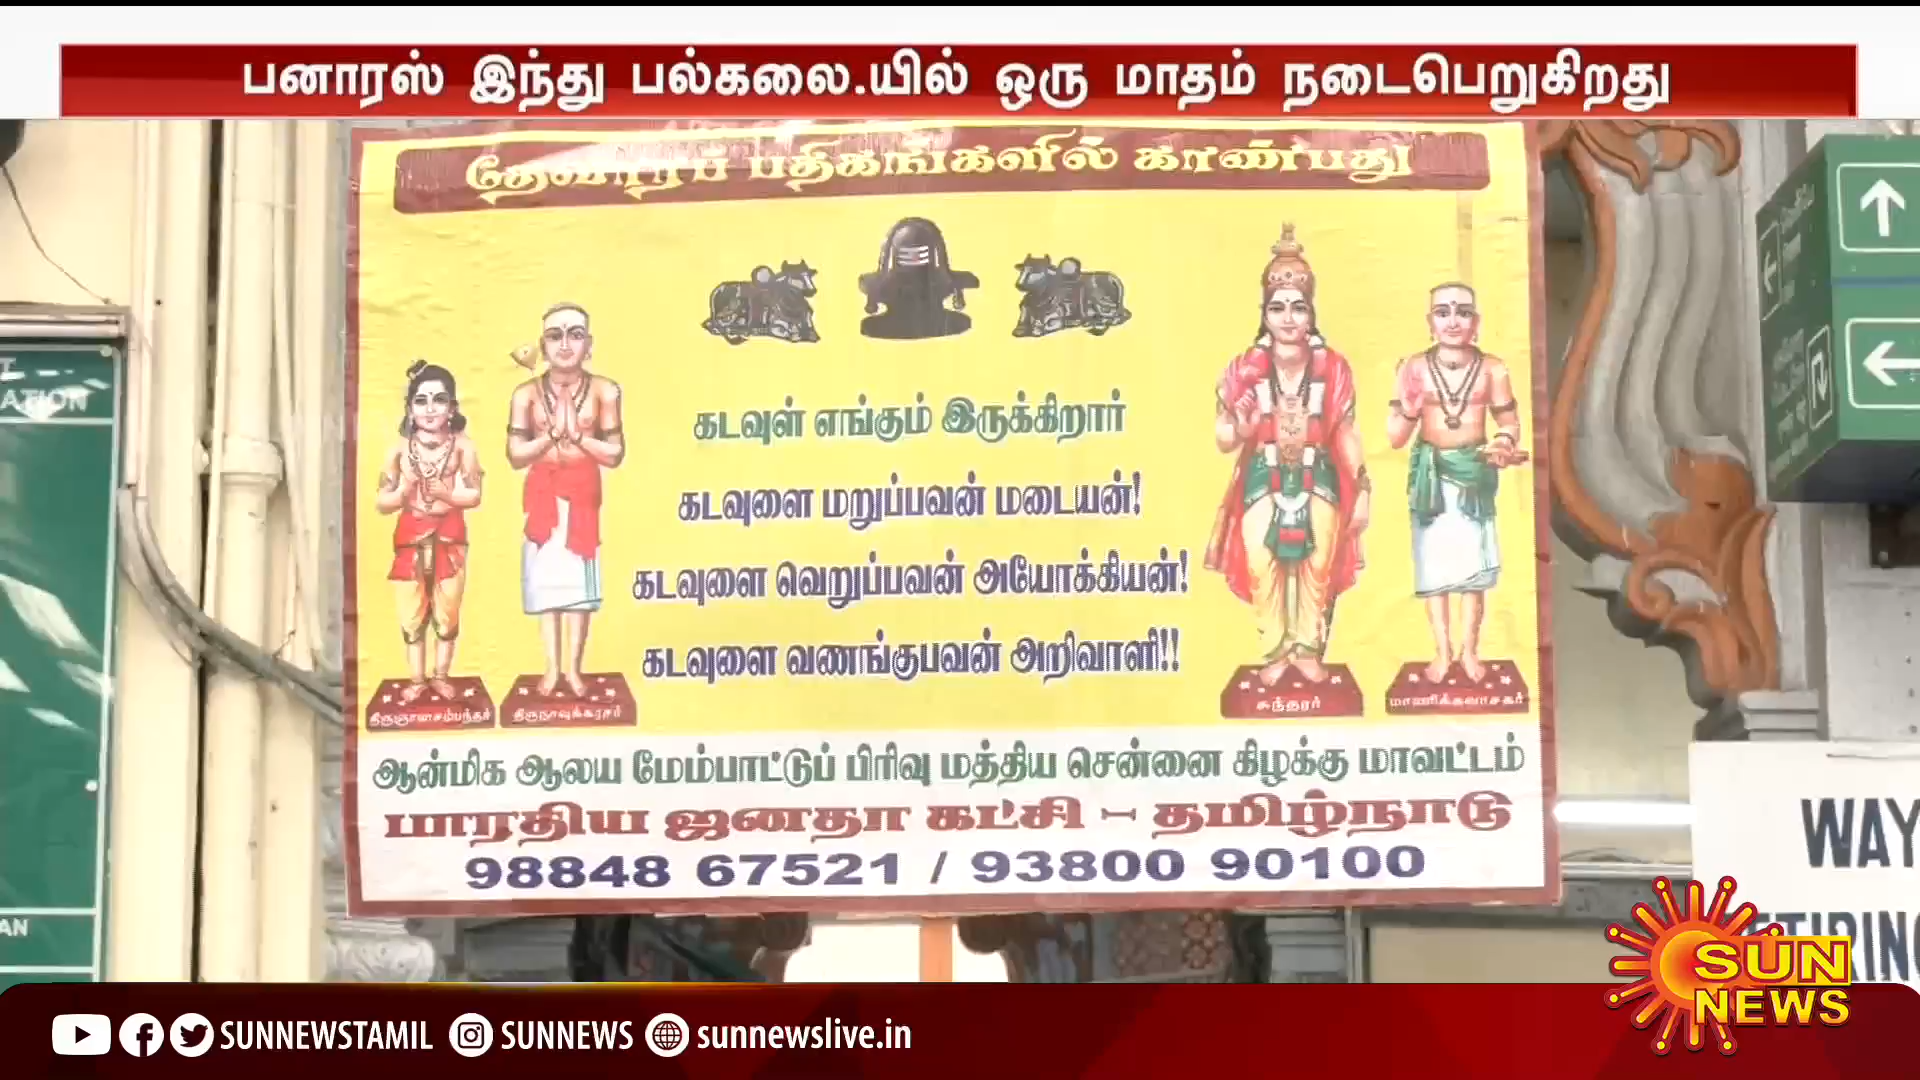 பனாரஸ் இந்து பல்கலை.யில் ஒரு மாதம் நடைபெறுகிறது
தேவாரப் பதிகங்களில் காண்பது
கடவுள் எங்கும் இருக்கிறார்
கடவுளை மறுப்பவன் மடையன்!
கடவுளை வெறுப்பவன் அயோக்கியன்!
கடவுளை வணங்குபவன் அறிவாளி!!
திருஞானசம்பந்தர் திருநாவுக்கரசர் சுந்தரர் மாணிக்கவாசகர்
ஆன்மிக ஆலய மேம்பாட்டுப் பிரிவு மத்திய சென்னை கிழக்கு மாவட்டம்
பாரதிய ஜனதா கட்சி – தமிழ்நாடு
98848 67521 / 93800 90100
WAY
SUN
NEWS
SUNNEWSTAMIL SUNNEWS sunnewslive.in